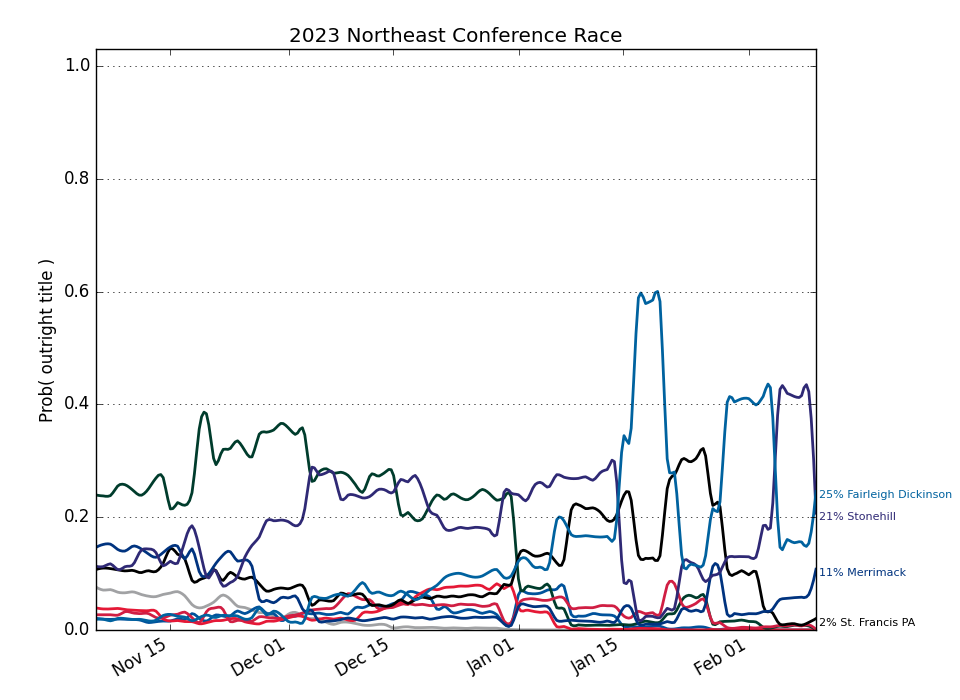 2023 Northeast Conference Race
Prob( outright title )
1.0
0.8
0.6
0.4
0.2
0.0
25% Fairleigh Dickinson
21% Stonehill
11% Merrimack
2% St. Francis PA
Nov 15
Dec 01
Dec 15
Jan 01
Jan 15
Feb 01